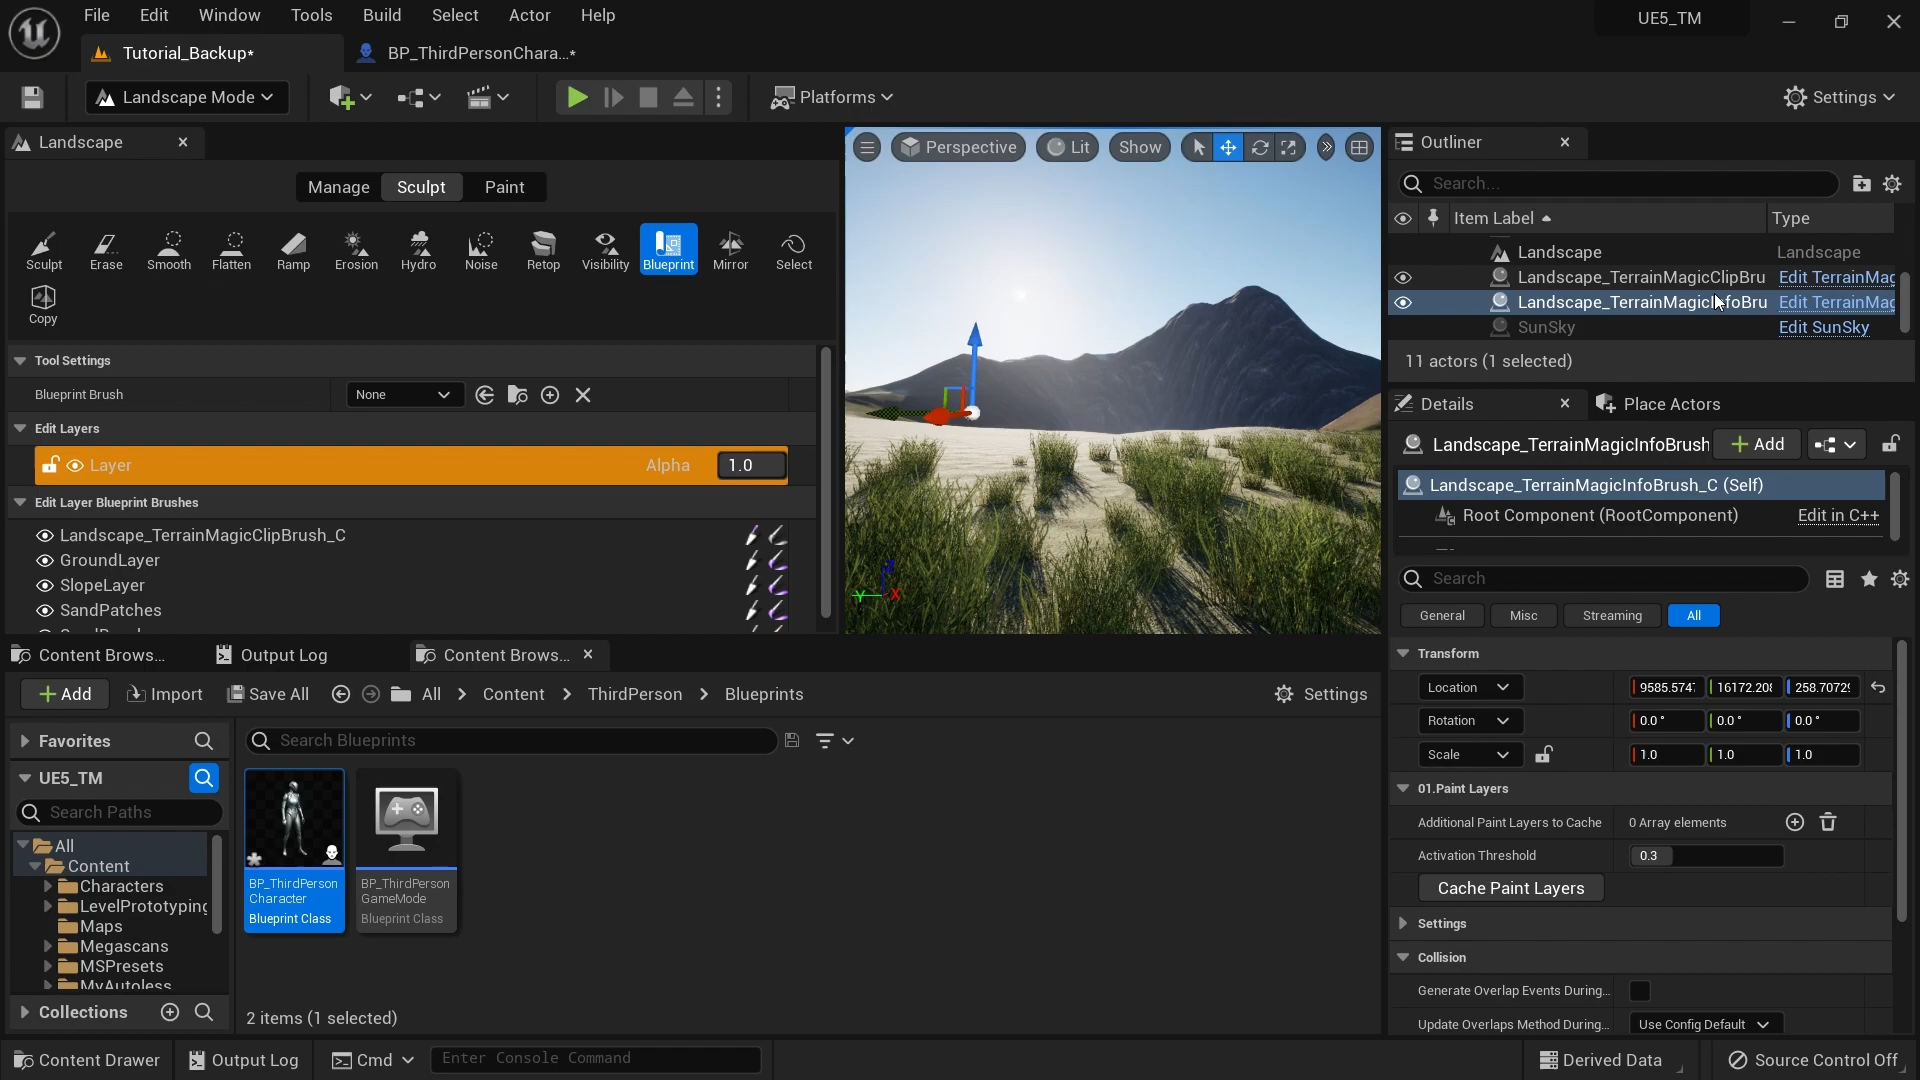 File Edit Window Tools Build Select Actor Help
UE5_TM
Tutorial_Backup*
BP_ThirdPersonChara...*
Landscape Mode
Platforms
Settings
Landscape
Manage Sculpt Paint
Sculpt Erase Smooth Flatten Ramp Erosion Hydro Noise Retop Visibility Blueprint Mirror Select
Copy
Tool Settings
Blueprint Brush None
Edit Layers
Layer Alpha 1.0
Edit Layer Blueprint Brushes
Landscape_TerrainMagicClipBrush_C
GroundLayer
SlopeLayer
SandPatches
Perspective Lit Show
Z
Y X
Outliner
Search...
Item Label Type
Landscape Landscape
Landscape_TerrainMagicClipBru Edit TerrainMag
Landscape_TerrainMagicInfoBru Edit TerrainMag
SunSky Edit SunSky
11 actors (1 selected)
Details Place Actors
Landscape_TerrainMagicInfoBrush Add
Landscape_TerrainMagicInfoBrush_C (Self)
Root Component (RootComponent) Edit in C++
Search
General Misc Streaming All
Transform
Location 9585.574 16172.208 258.7072
Rotation 0.0° 0.0° 0.0°
Scale 1.0 1.0 1.0
01.Paint Layers
Additional Paint Layers to Cache 0 Array elements
Activation Threshold 0.3
Cache Paint Layers
Settings
Collision
Generate Overlap Events During...
Update Overlaps Method During... Use Config Default
Content Brows... Output Log Content Brows...
Add Import Save All All Content ThirdPerson Blueprints Settings
Favorites
UE5_TM
Search Paths
All
Content
Characters
LevelPrototyping
Maps
Megascans
MSPresets
MyAutoless
Collections
Search Blueprints
BP_ThirdPerson
Character
Blueprint Class
BP_ThirdPerson
GameMode
Blueprint Class
2 items (1 selected)
Content Drawer Output Log Cmd Enter Console Command Derived Data Source Control Off